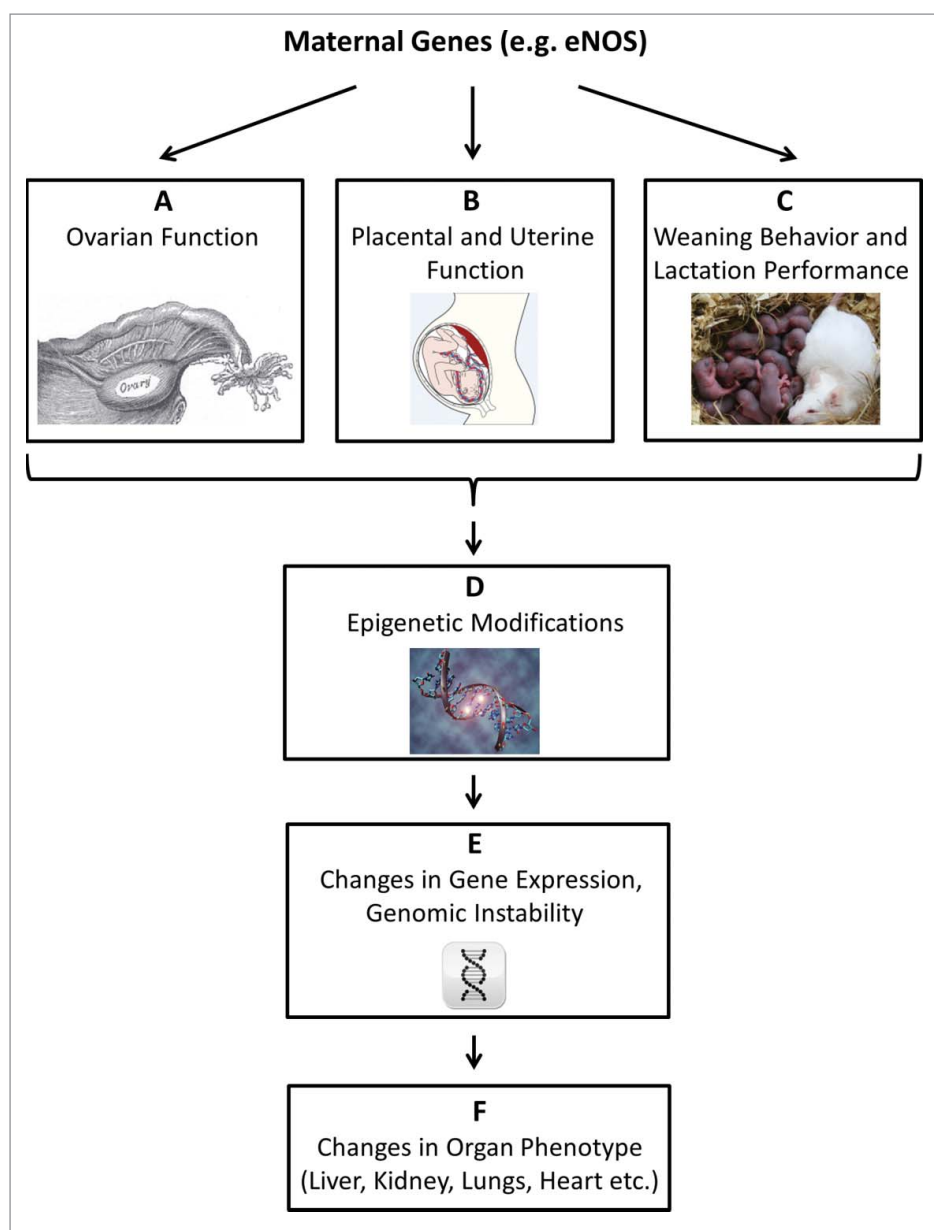 Maternal Genes (e.g. eNOS)
A
Ovarian Function
Ovary
B
Placental and Uterine
Function
C
Weaning Behavior and
Lactation Performance
D
Epigenetic Modifications
E
Changes in Gene Expression,
Genomic Instability
F
Changes in Organ Phenotype
(Liver, Kidney, Lungs, Heart etc.)